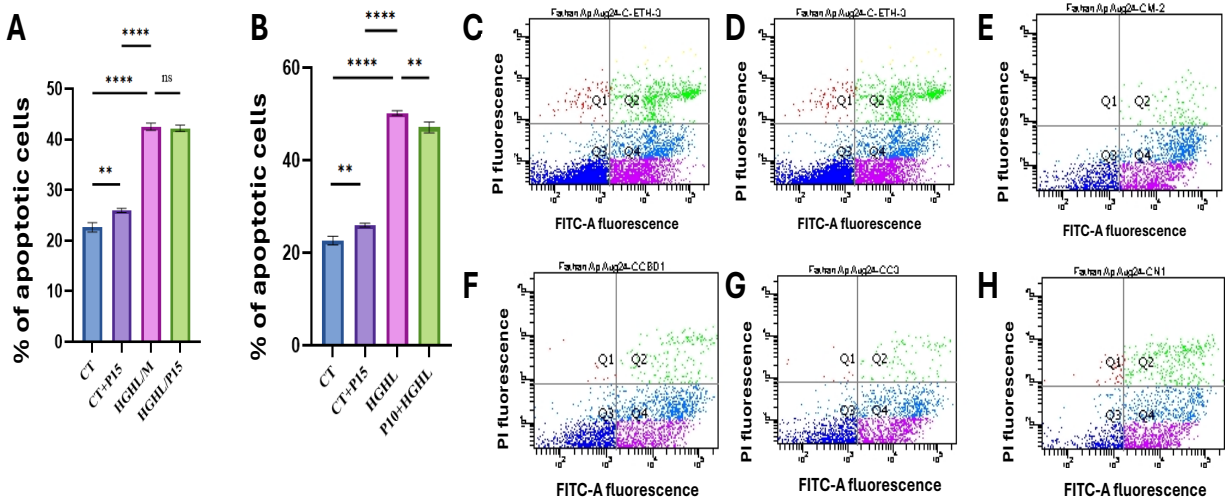 A
% of apoptotic cells
50
40
30
20
10
0
****
****
ns
**
CT
CT+P15
HGHL/M
HGHL/P15
B
% of apoptotic cells
60
40
20
0
****
****
**
**
CT
CT+P15
HGHL
P10+HGHL
C
PI fluorescence
Q1
Q2
Q3
Q4
FITC-A fluorescence
D
PI fluorescence
Q1
Q2
Q3
Q4
FITC-A fluorescence
E
PI fluorescence
Q1
Q2
Q3
Q4
FITC-A fluorescence
F
PI fluorescence
Q1
Q2
Q3
Q4
FITC-A fluorescence
G
PI fluorescence
Q1
Q2
Q3
Q4
FITC-A fluorescence
H
PI fluorescence
Q1
Q2
Q3
Q4
FITC-A fluorescence